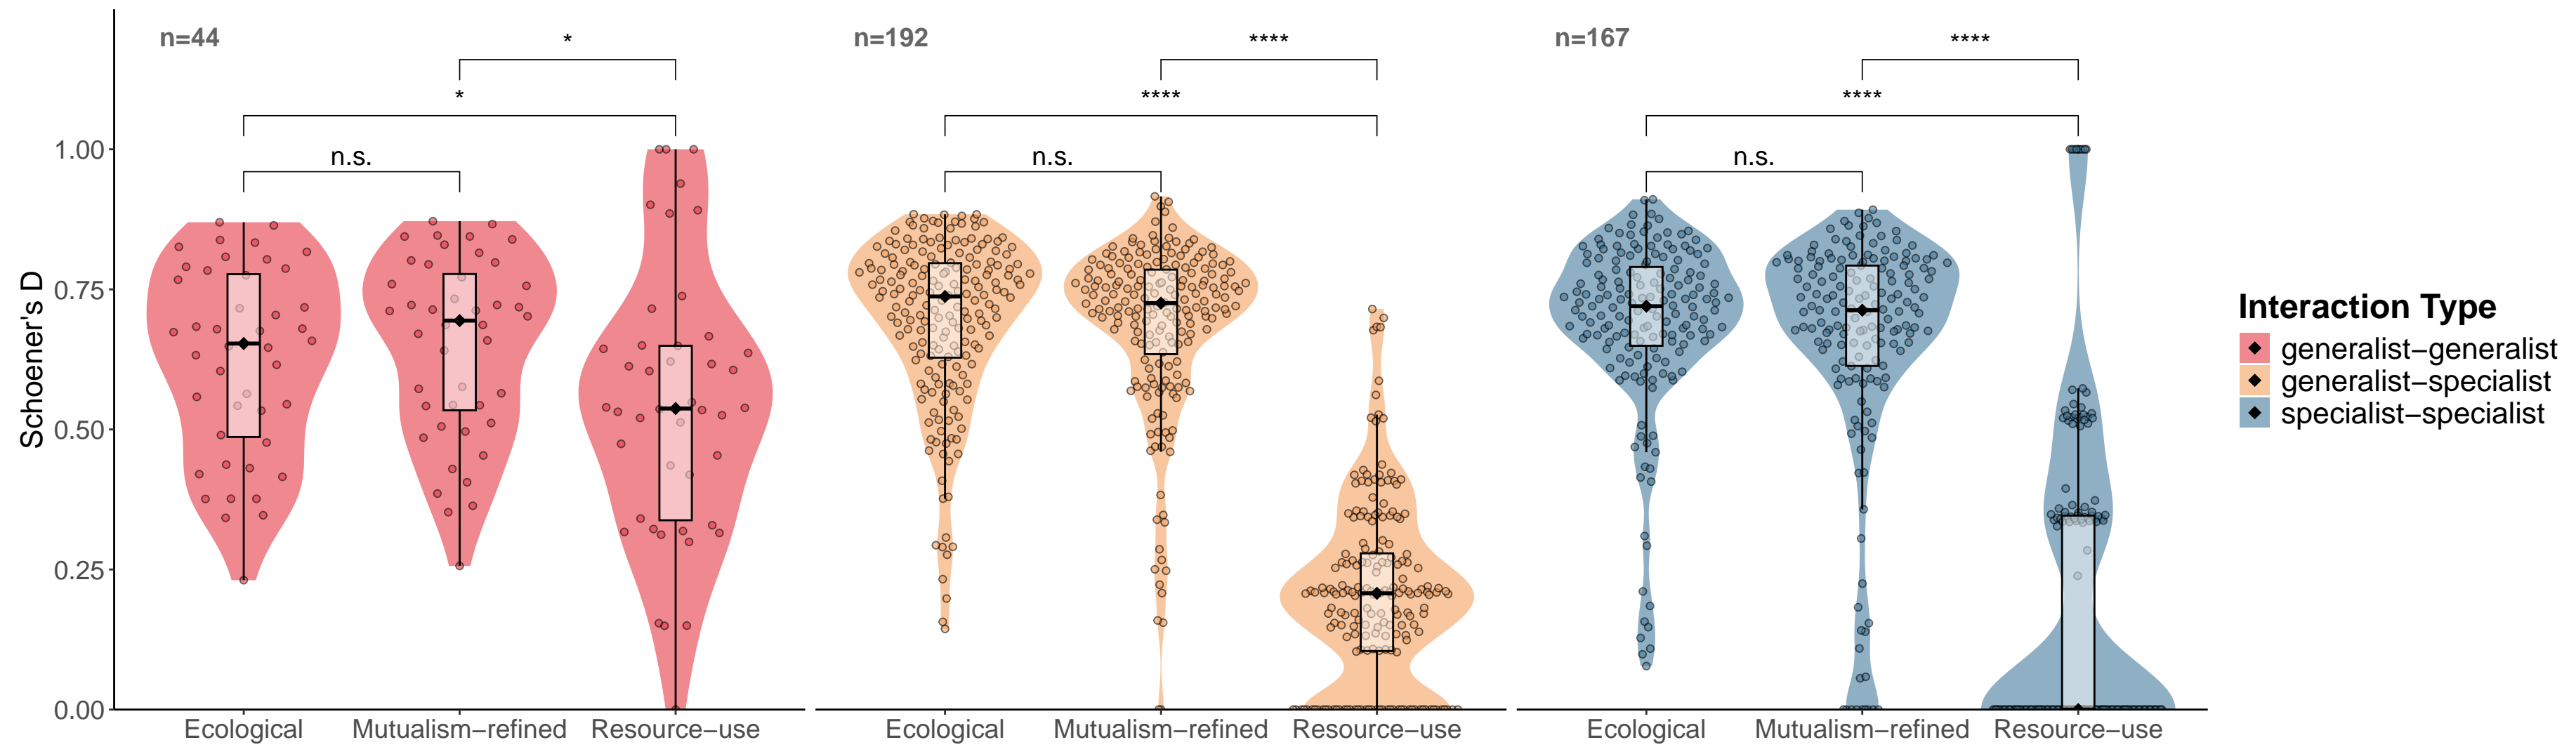 n=44
*
*
n.s.
n=192
****
****
n.s.
n=167
****
****
n.s.
Schoener's D
1.00
0.75
0.50
0.25
0.00
Ecological
Mutualism−refined
Resource−use
Ecological
Mutualism−refined
Resource−use
Ecological
Mutualism−refined
Resource−use
Interaction Type
generalist−generalist
generalist−specialist
specialist−specialist